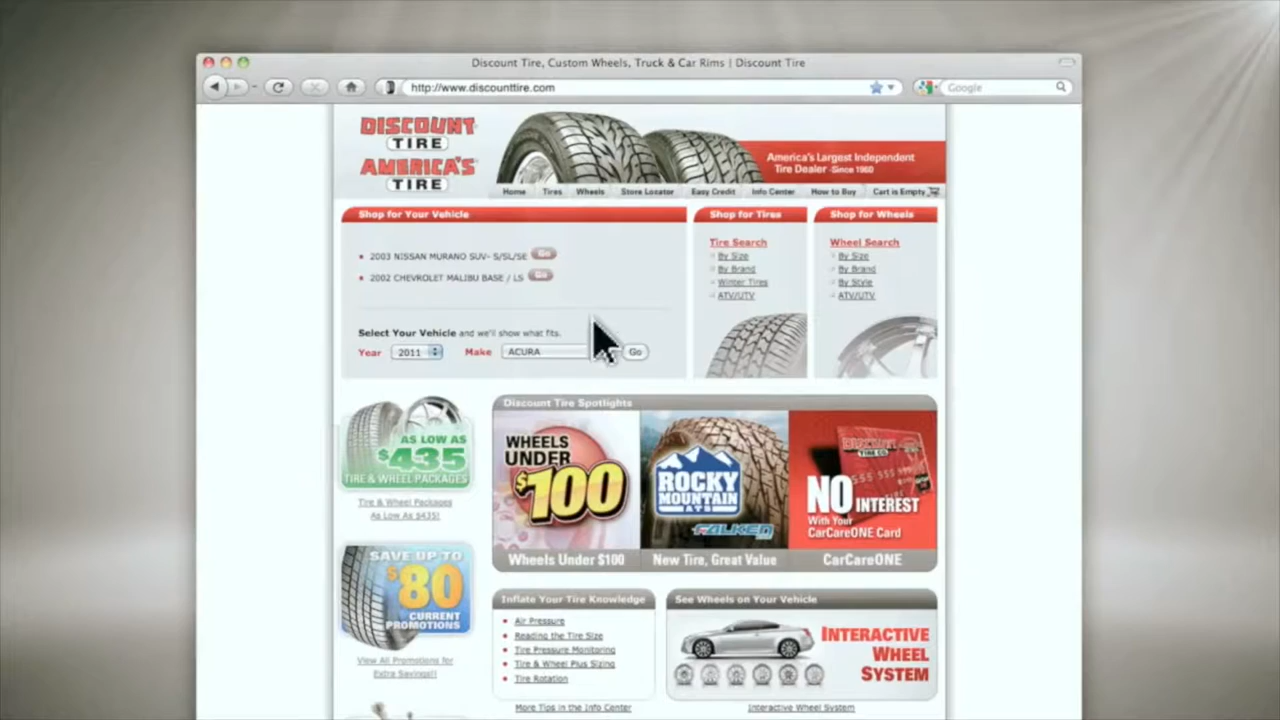 Discount Tire, Custom Wheels, Truck & Car Rims | Discount Tire
http://www.discounttire.com
Google
DISCOUNT
TIRE
AMERICA'S
TIRE
America's Largest Independent
Tire Dealer -Since 1960
Home Tires Wheels Store Locator Easy Credit Info Center How to Buy Cart is Empty
Shop for Your Vehicle
2003 NISSAN MURANO SUV- S/SL/SE Go
2002 CHEVROLET MALIBU BASE / LS Go
Select Your Vehicle and we'll show what fits.
Year 2011 Make ACURA Go
Shop for Tires
Tire Search
By Size
By Brand
Winter Tires
ATV/UTV
Shop for Wheels
Wheel Search
By Size
By Brand
By Style
ATV/UTV
AS LOW AS
$435
TIRE & WHEEL PACKAGES
Tire & Wheel Packages
As Low As $435!
SAVE UP TO
$80
CURRENT
PROMOTIONS
View All Promotions for
Extra Savings!!
Discount Tire Spotlights
WHEELS
UNDER
$100
Wheels Under $100
ROCKY
MOUNTAIN
ATS
FALKEN
New Tire, Great Value
DISCOUNT
TIRE CO
NO INTEREST
With Your
CarCareONE Card
CarCareONE
Inflate Your Tire Knowledge
Air Pressure
Reading the Tire Size
Tire Pressure Monitoring
Tire & Wheel Plus Sizing
Tire Rotation
More Tips in the Info Center
See Wheels on Your Vehicle
INTERACTIVE
WHEEL
SYSTEM
Interactive Wheel System